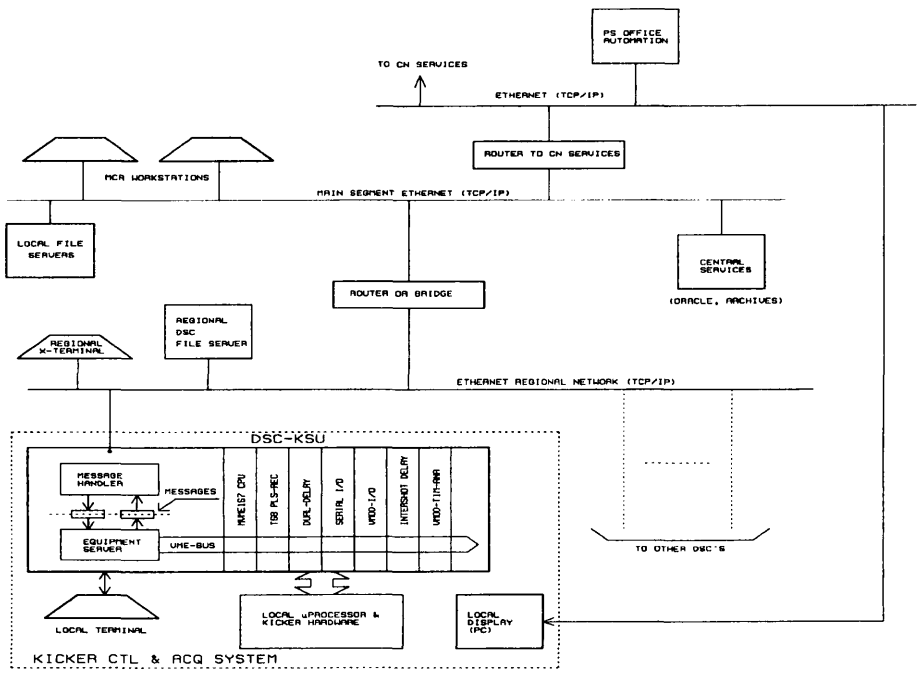 PS OFFICE
AUTOMATION
TO CN SERVICES
ETHERNET (TCP/IP)
ROUTER TO CN SERVICES
MCR WORKSTATIONS
MAIN SEGMENT ETHERNET (TCP/IP)
LOCAL FILE
SERVERS
CENTRAL
SERVICES
(ORACLE, ARCHIVES)
ROUTER OR BRIDGE
REGIONAL
DSC
FILE SERVER
REGIONAL
X-TERMINAL
ETHERNET REGIONAL NETWORK (TCP/IP)
DSC-KSU
MESSAGE
HANDLER
MESSAGES
EQUIPMENT
SERVER
VME-BUS
MVME167 CPU
TG8 PLS-REC
DUAL-DELAY
SERIAL I/O
VMOD-I/O
INTERSHOT DELAY
VMOD-TIM-ANA
TO OTHER DSC'S
LOCAL TERMINAL
LOCAL uPROCESSOR &
KICKER HARDWARE
LOCAL
DISPLAY
(PC)
KICKER CTL & ACQ SYSTEM